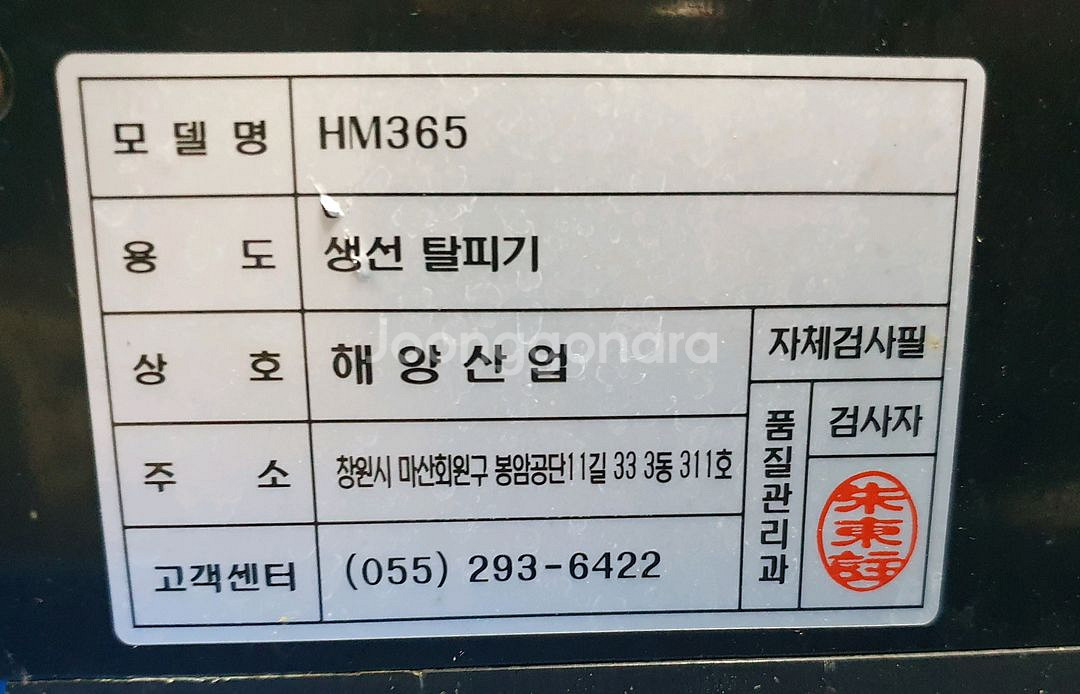 모델명 HM365
용도 생선 탈피기
상호 해양산업
자체검사필
주소 창원시 마산회원구 봉암공단11길 33 3동 311호
고객센터 (055) 293-6422
품질관리과
검사자
朱東
Joonggonara